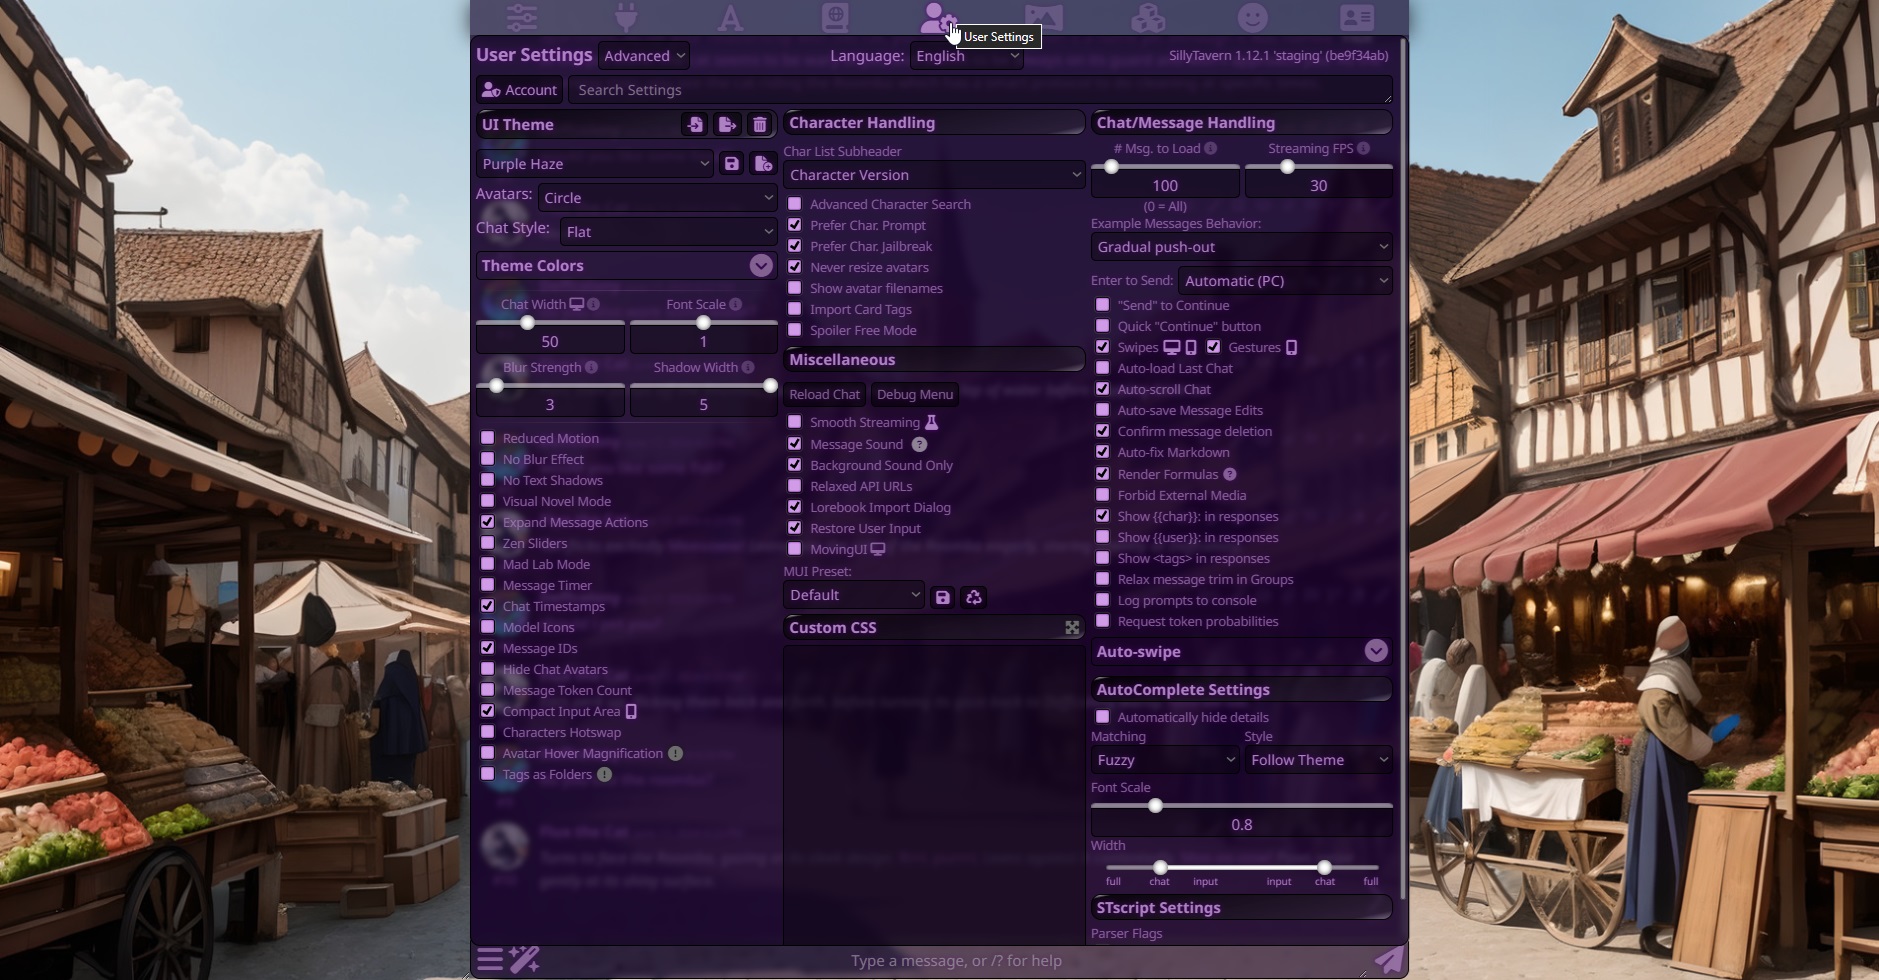 User Settings
User Settings Advanced Language: English SillyTavern 1.12.1 'staging' (be9f34ab)
Account Search Settings
UI Theme
Purple Haze
Avatars: Circle
Chat Style: Flat
Theme Colors
Chat Width Font Scale
50 1
Blur Strength Shadow Width
3 5
Reduced Motion
No Blur Effect
No Text Shadows
Visual Novel Mode
Expand Message Actions
Zen Sliders
Mad Lab Mode
Message Timer
Chat Timestamps
Model Icons
Message IDs
Hide Chat Avatars
Message Token Count
Compact Input Area
Characters Hotswap
Avatar Hover Magnification
Tags as Folders
Character Handling
Char List Subheader
Character Version
Advanced Character Search
Prefer Char. Prompt
Prefer Char. Jailbreak
Never resize avatars
Show avatar filenames
Import Card Tags
Spoiler Free Mode
Miscellaneous
Reload Chat Debug Menu
Smooth Streaming
Message Sound ?
Background Sound Only
Relaxed API URLs
Lorebook Import Dialog
Restore User Input
MovingUI
MUI Preset:
Default
Custom CSS
Chat/Message Handling
# Msg. to Load Streaming FPS
100 30
(0 = All)
Example Messages Behavior:
Gradual push-out
Enter to Send: Automatic (PC)
"Send" to Continue
Quick "Continue" button
Swipes Gestures
Auto-load Last Chat
Auto-scroll Chat
Auto-save Message Edits
Confirm message deletion
Auto-fix Markdown
Render Formulas ?
Forbid External Media
Show {{char}}: in responses
Show {{user}}: in responses
Show <tags> in responses
Relax message trim in Groups
Log prompts to console
Request token probabilities
Auto-swipe
AutoComplete Settings
Automatically hide details
Matching Style
Fuzzy Follow Theme
Font Scale
0.8
Width
full chat input input chat full
STscript Settings
Parser Flags
Type a message, or /? for help